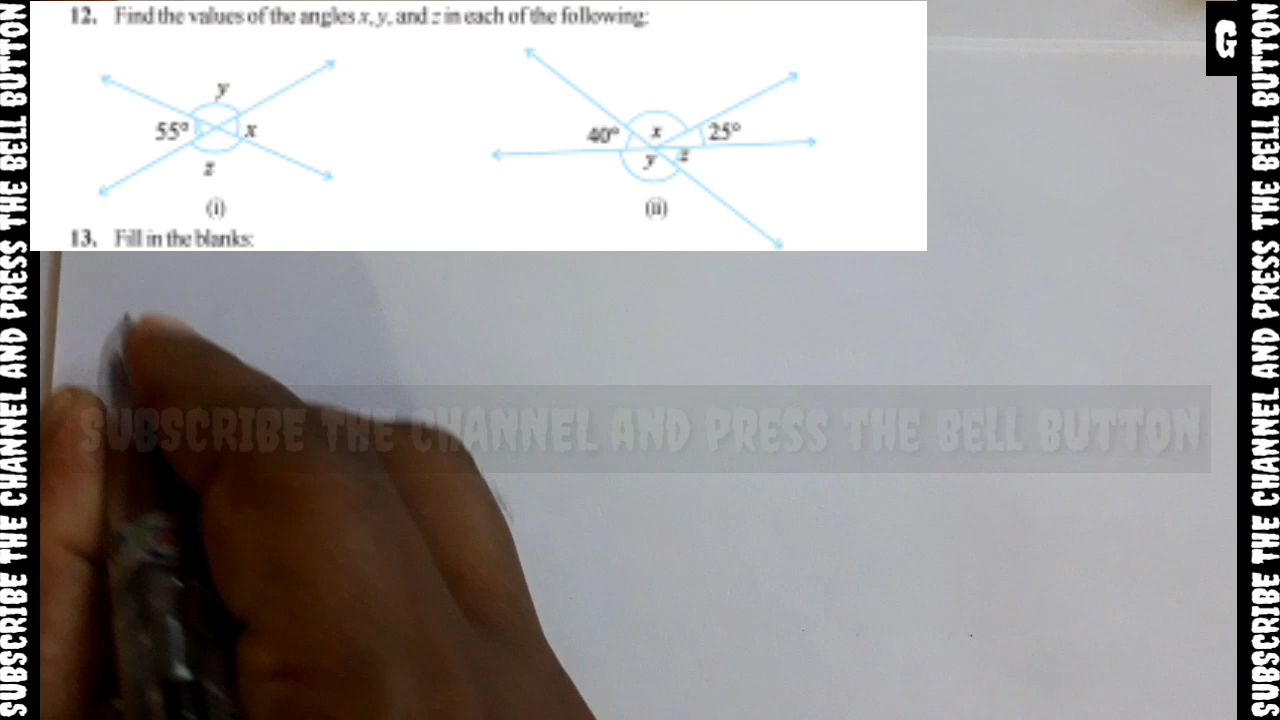 12. Find the values of the angles x, y, and z in each of the following:
y
55° x
z
(i)
40° x 25°
y z
(ii)
13. Fill in the blanks:
SUBSCRIBE THE CHANNEL AND PRESS THE BELL BUTTON
SUBSCRIBE THE CHANNEL AND PRESS THE BELL BUTTON
SUBSCRIBE THE CHANNEL AND PRESS THE BELL BUTTON